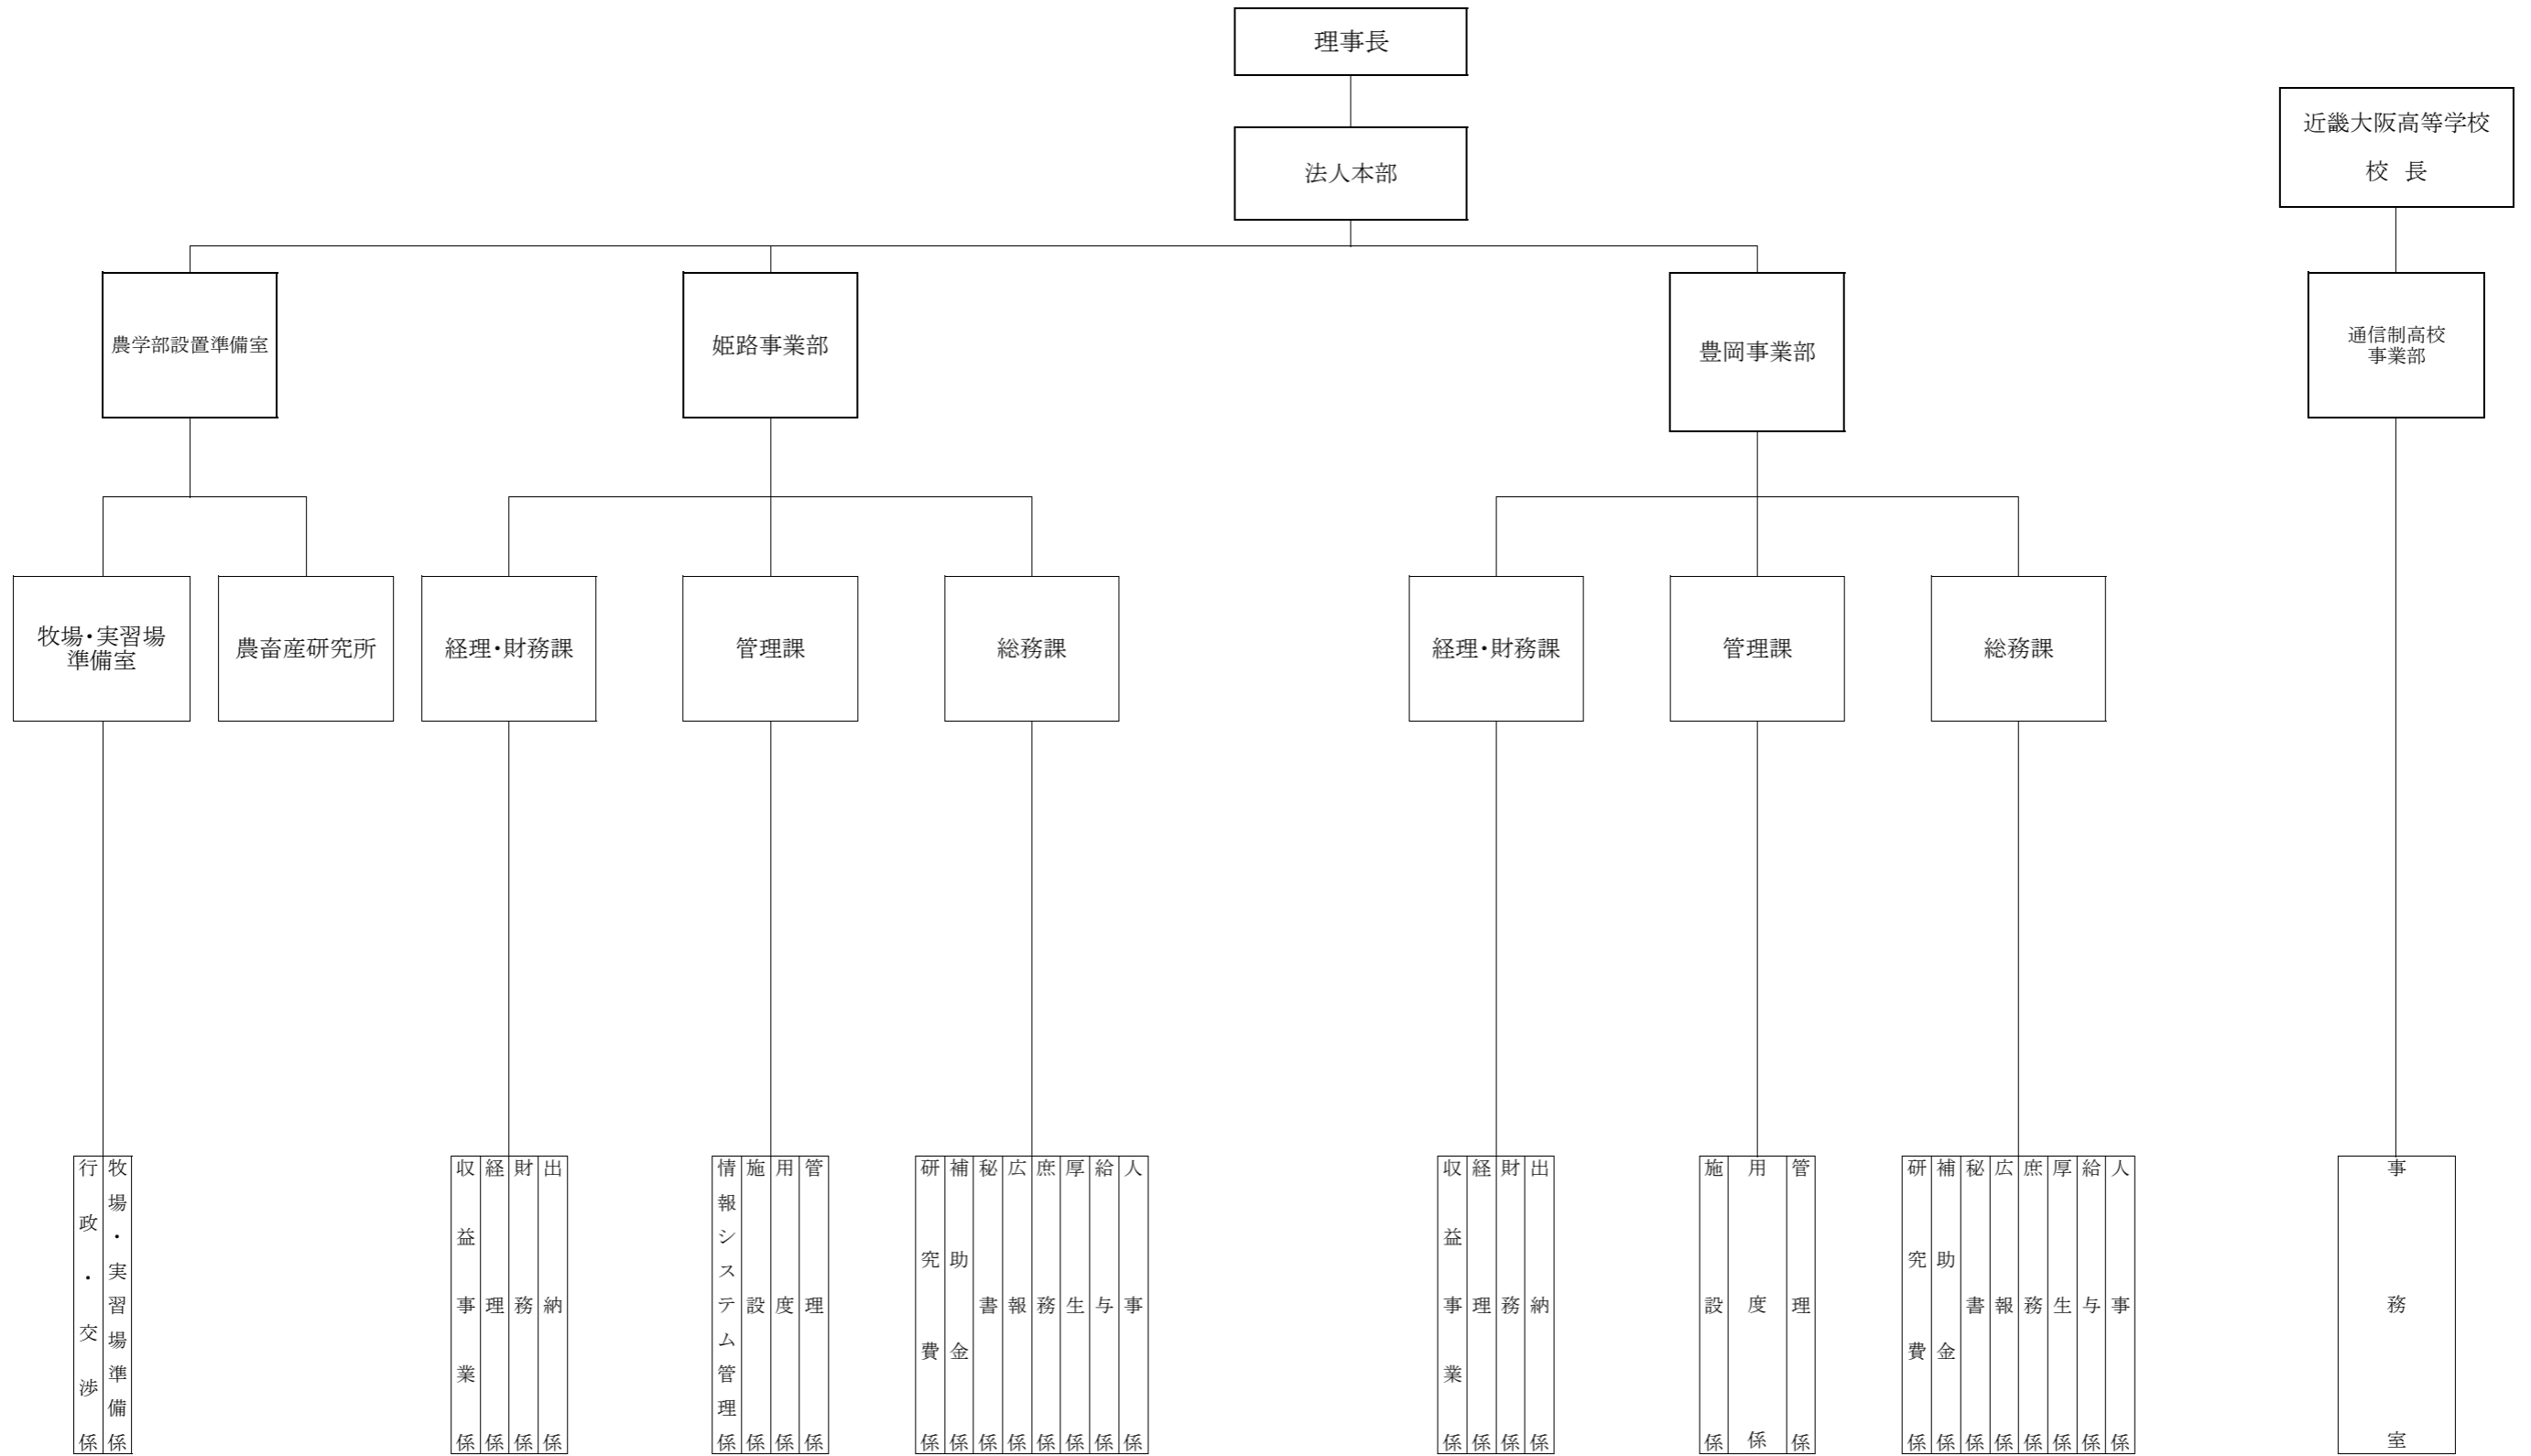 理事長
近畿大阪高等学校
校 長
法人本部
農学部設置準備室
姫路事業部
豊岡事業部
通信制高校
事業部
牧場・実習場
準備室
農畜産研究所
経理・財務課
管理課
総務課
経理・財務課
管理課
総務課
行政・交渉係
牧場・実習場準備係
収益事業係
経理係
財務係
出納係
情報システム管理係
施設係
用度係
管理係
研究費係
補助金係
秘書係
広報係
庶務係
厚生係
給与係
人事係
収益事業係
経理係
財務係
出納係
施設係
用度係
管理係
研究費係
補助金係
秘書係
広報係
庶務係
厚生係
給与係
人事係
事務室